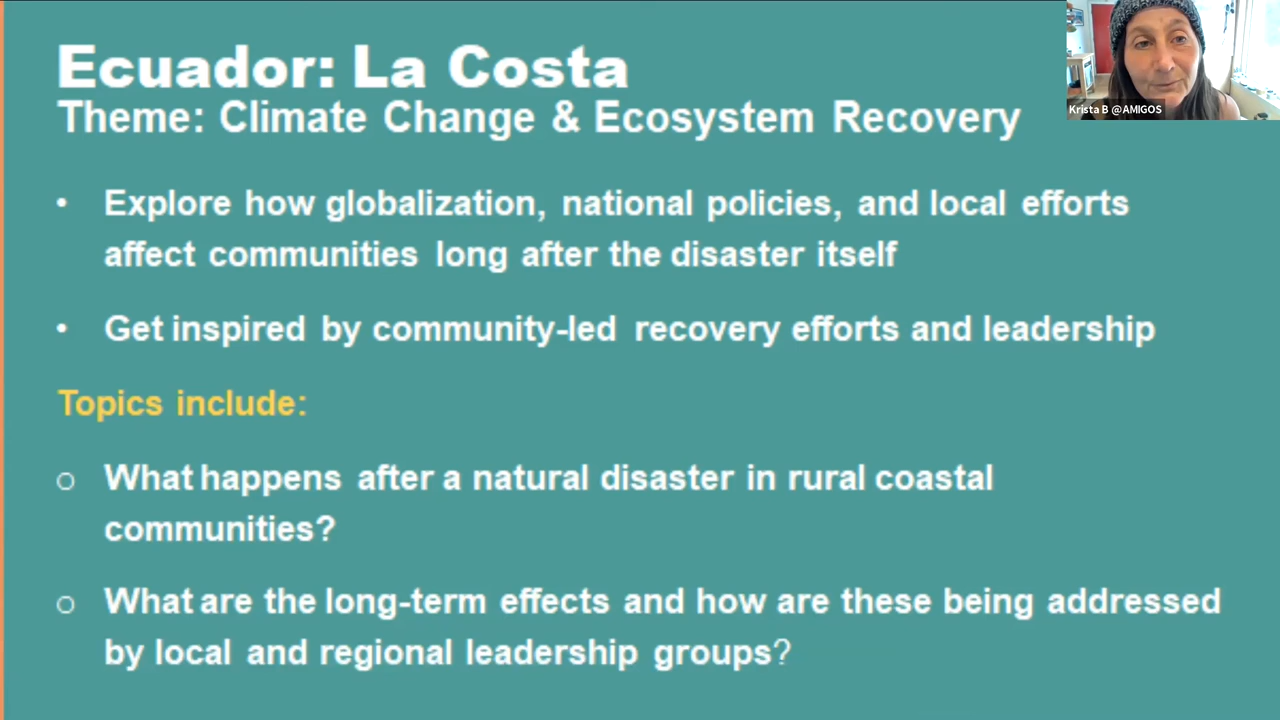 Ecuador: La Costa
Theme: Climate Change & Ecosystem Recovery
Krista B @AMIGOS
• Explore how globalization, national policies, and local efforts
affect communities long after the disaster itself
• Get inspired by community-led recovery efforts and leadership
Topics include:
o What happens after a natural disaster in rural coastal
communities?
o What are the long-term effects and how are these being addressed
by local and regional leadership groups?